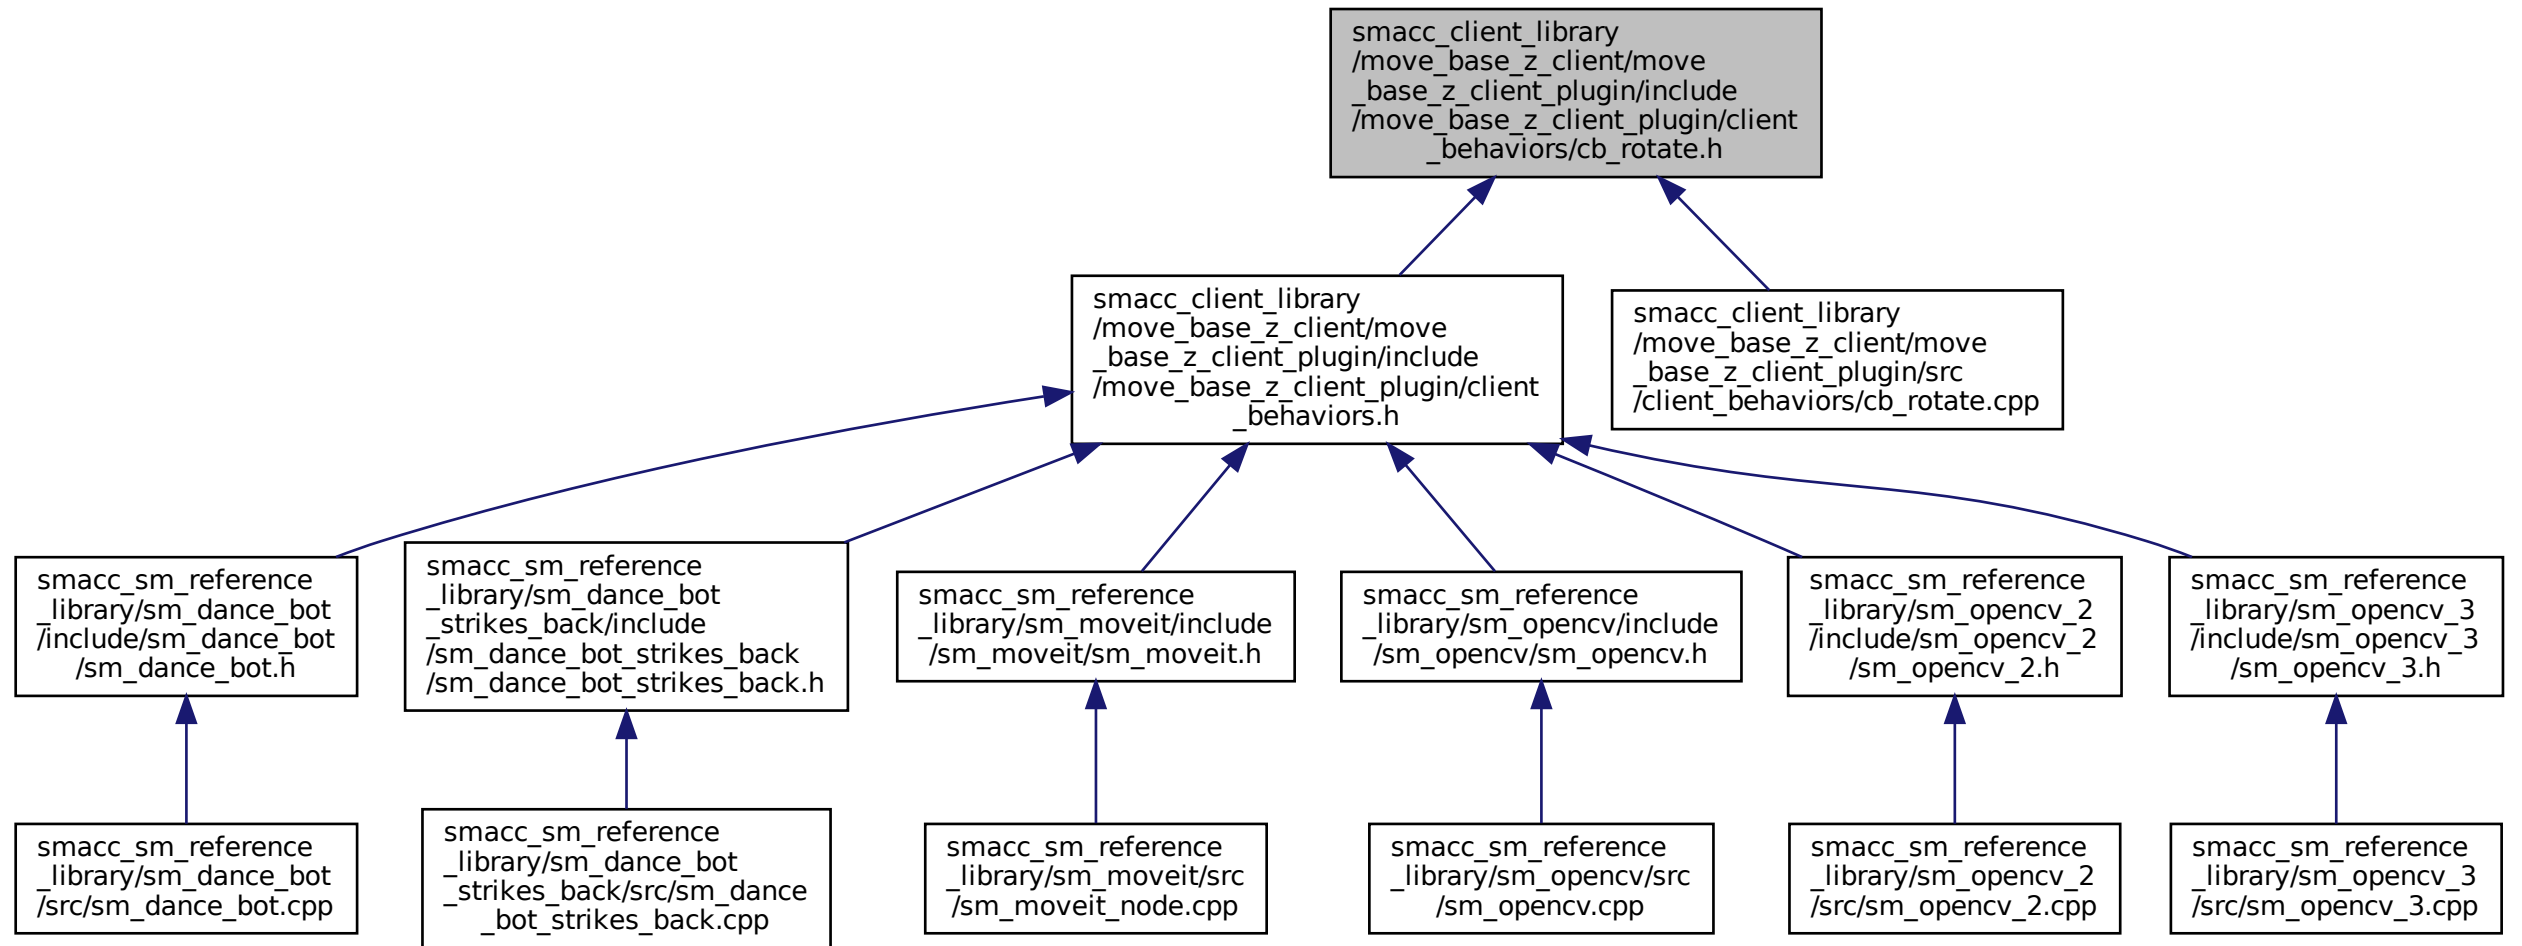 smacc_client_library
/move_base_z_client/move
_base_z_client_plugin/include
/move_base_z_client_plugin/client
_behaviors/cb_rotate.h
smacc_client_library
/move_base_z_client/move
_base_z_client_plugin/include
/move_base_z_client_plugin/client
_behaviors.h
smacc_client_library
/move_base_z_client/move
_base_z_client_plugin/src
/client_behaviors/cb_rotate.cpp
smacc_sm_reference
_library/sm_dance_bot
/include/sm_dance_bot
/sm_dance_bot.h
smacc_sm_reference
_library/sm_dance_bot
_strikes_back/include
/sm_dance_bot_strikes_back
/sm_dance_bot_strikes_back.h
smacc_sm_reference
_library/sm_moveit/include
/sm_moveit/sm_moveit.h
smacc_sm_reference
_library/sm_opencv/include
/sm_opencv/sm_opencv.h
smacc_sm_reference
_library/sm_opencv_2
/include/sm_opencv_2
/sm_opencv_2.h
smacc_sm_reference
_library/sm_opencv_3
/include/sm_opencv_3
/sm_opencv_3.h
smacc_sm_reference
_library/sm_dance_bot
/src/sm_dance_bot.cpp
smacc_sm_reference
_library/sm_dance_bot
_strikes_back/src/sm_dance
_bot_strikes_back.cpp
smacc_sm_reference
_library/sm_moveit/src
/sm_moveit_node.cpp
smacc_sm_reference
_library/sm_opencv/src
/sm_opencv.cpp
smacc_sm_reference
_library/sm_opencv_2
/src/sm_opencv_2.cpp
smacc_sm_reference
_library/sm_opencv_3
/src/sm_opencv_3.cpp